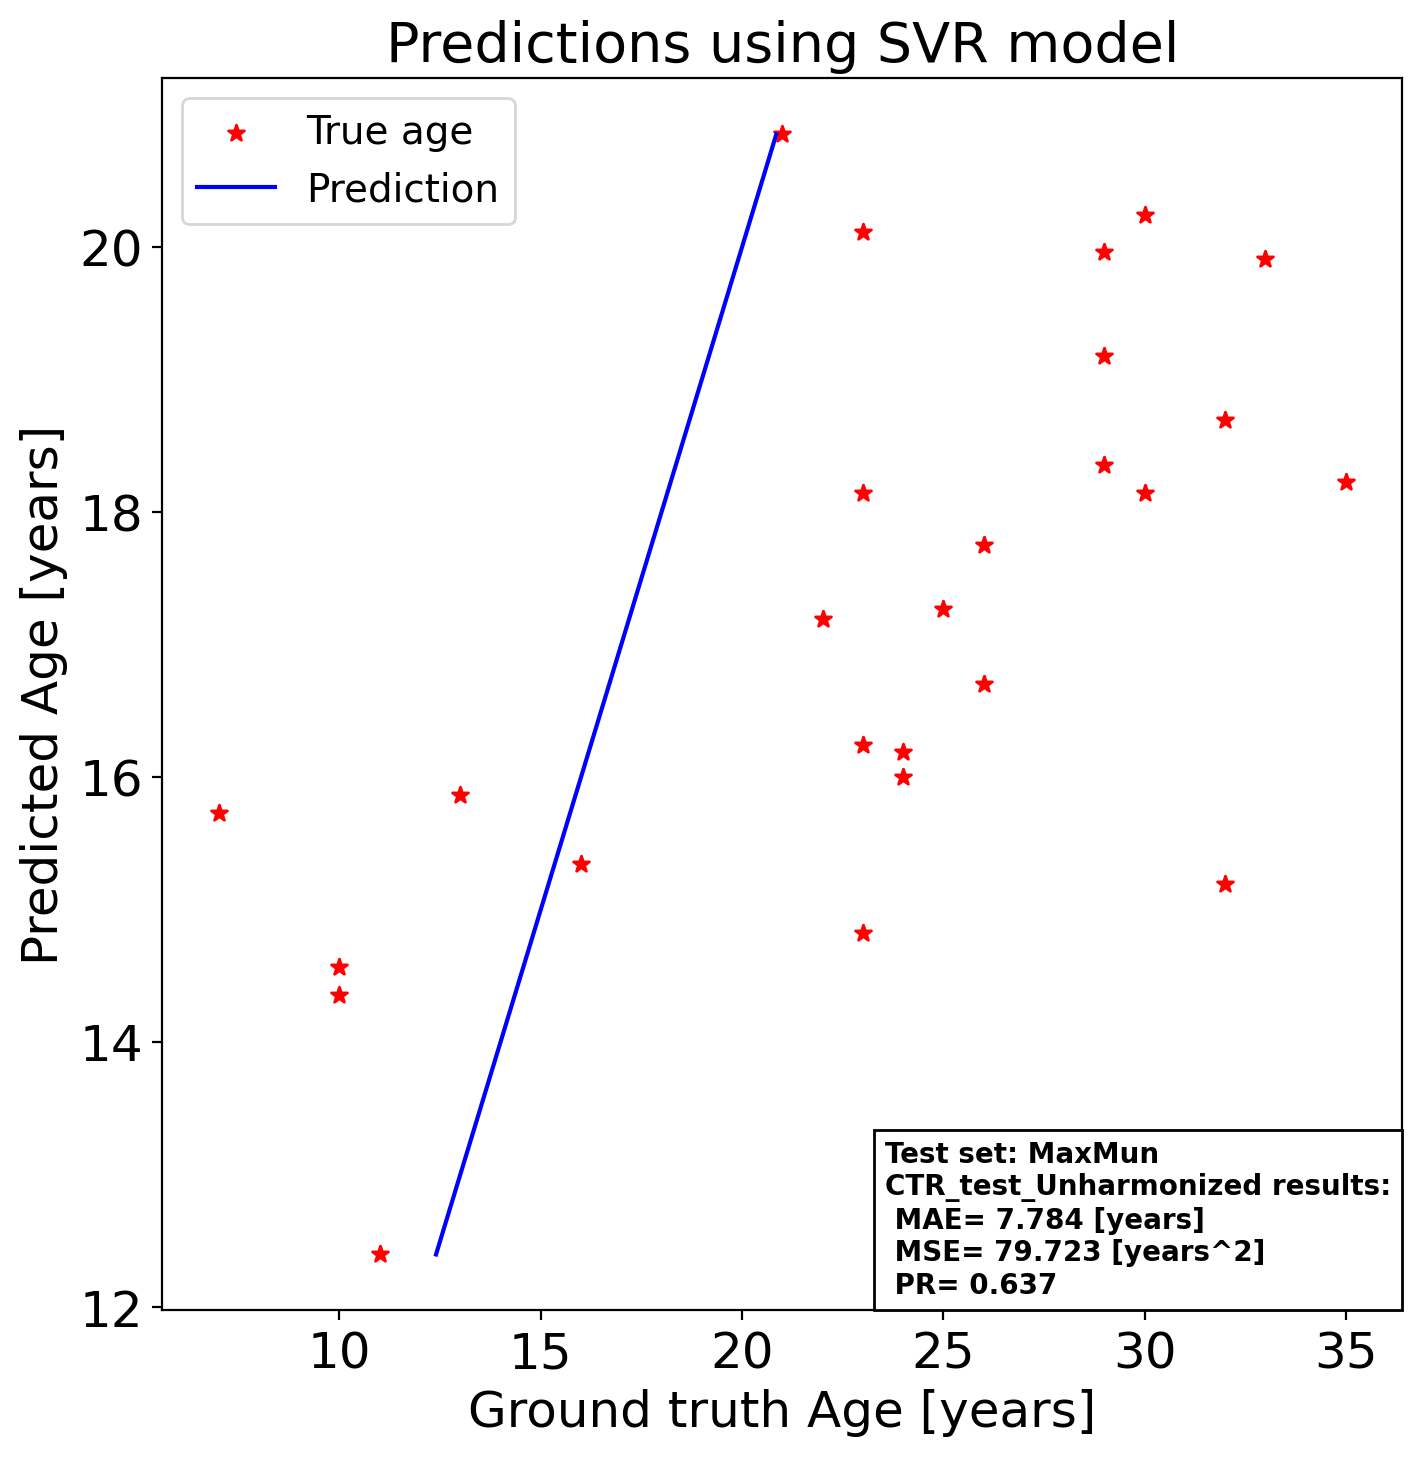 Predictions using SVR model
True age
Prediction
Predicted Age [years]
20
18
16
14
12
Test set: MaxMun
CTR_test_Unharmonized results:
MAE= 7.784 [years]
MSE= 79.723 [years^2]
PR= 0.637
10
15
20
25
30
35
Ground truth Age [years]